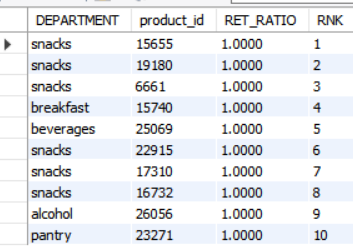 DEPARTMENT product_id RET_RATIO RNK
snacks 15655 1.0000 1
snacks 19180 1.0000 2
snacks 6661 1.0000 3
breakfast 15740 1.0000 4
beverages 25069 1.0000 5
snacks 22915 1.0000 6
snacks 17310 1.0000 7
snacks 16732 1.0000 8
alcohol 26056 1.0000 9
pantry 23271 1.0000 10